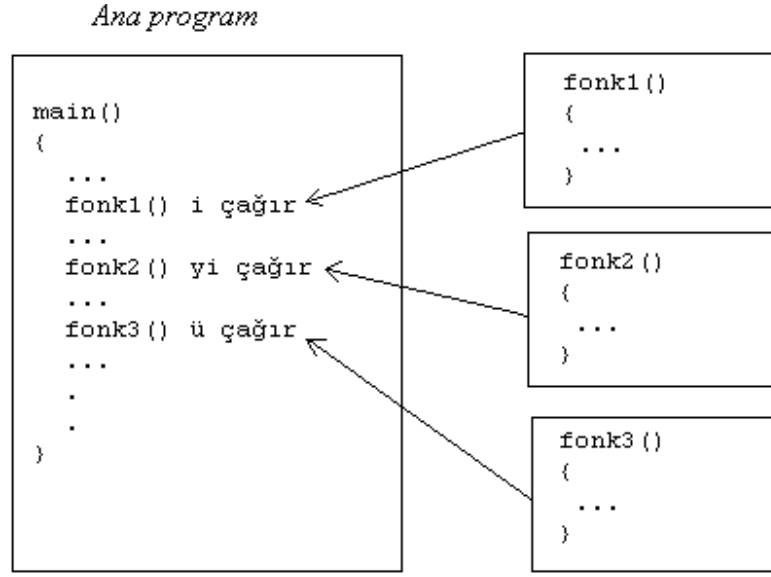 Ana program
main()
{
...
fonk1() i çağır
...
fonk2() yi çağır
...
fonk3() ü çağır
...
.
.
}
fonk1()
{
...
}
fonk2()
{
...
}
fonk3()
{
...
}